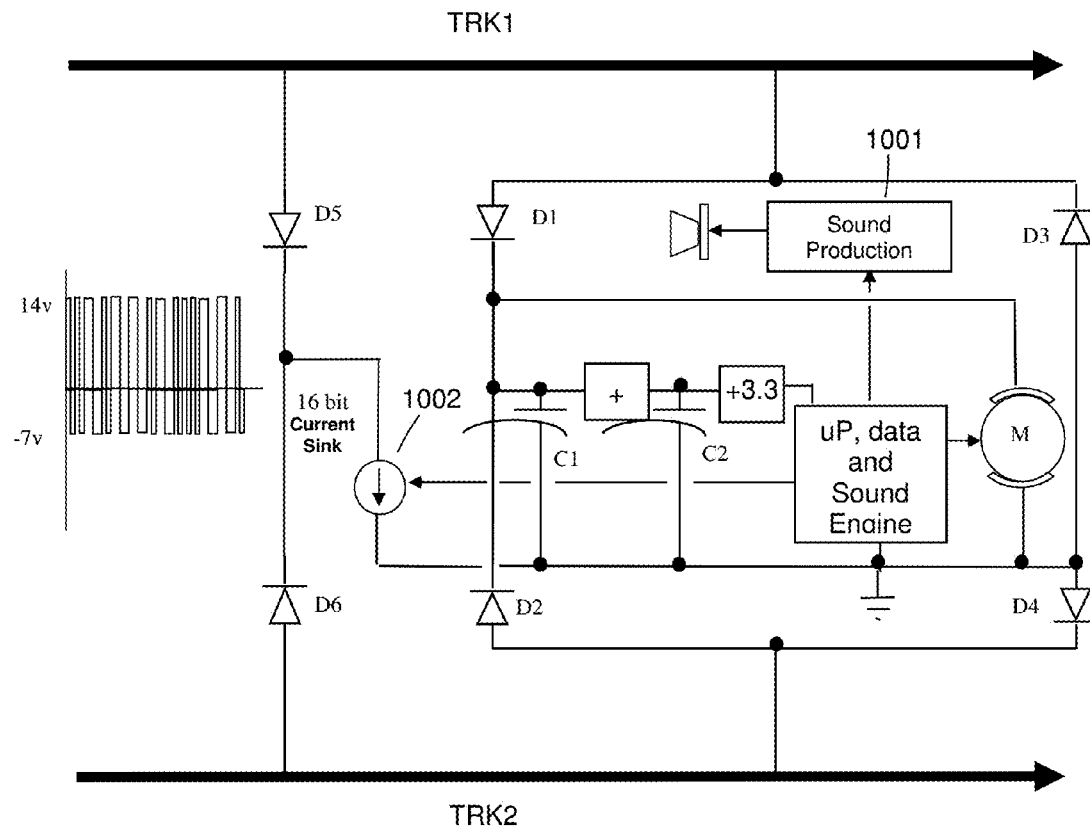 TRK1
1001
D5
D1
Sound
Production
D3
14v
-7v
16 bit
Current
Sink
1002
+
+3.3
C1
C2
uP, data
and
Sound
Engine
M
D6
D2
D4
TRK2